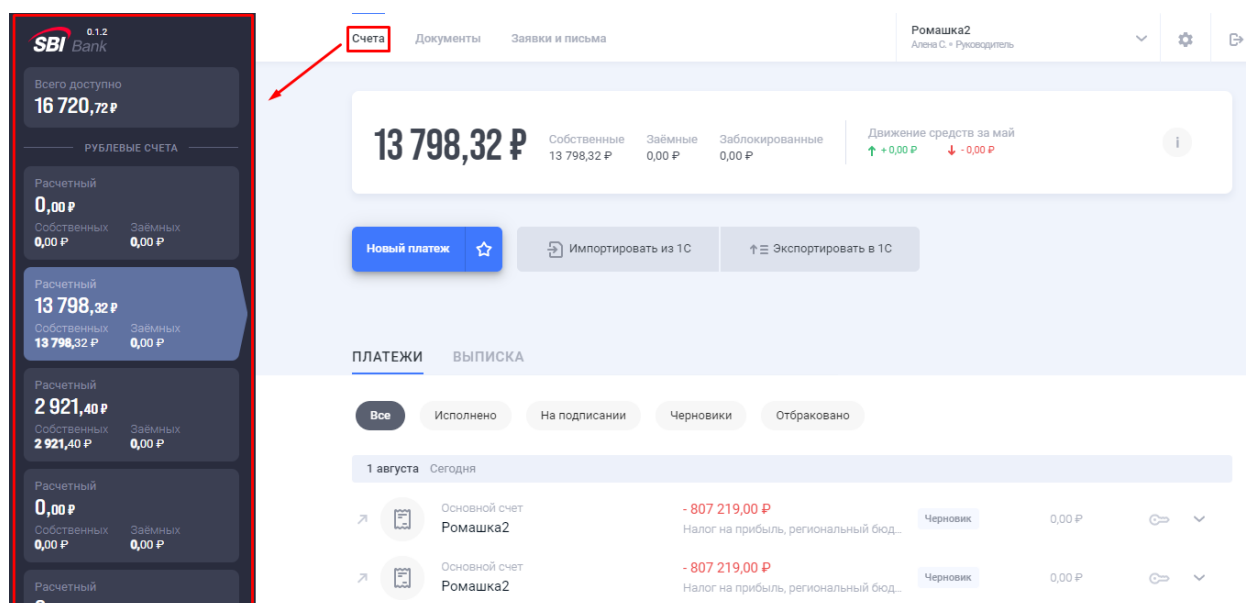 0.1.2
SBI Bank
Всего доступно
16 720,72 ₽
РУБЛЕВЫЕ СЧЕТА
Расчетный
0,00 ₽
Собственных Заёмных
0,00 ₽ 0,00 ₽
Расчетный
13 798,32 ₽
Собственных Заёмных
13 798,32 ₽ 0,00 ₽
Расчетный
2 921,40 ₽
Собственных Заёмных
2 921,40 ₽ 0,00 ₽
Расчетный
0,00 ₽
Собственных Заёмных
0,00 ₽ 0,00 ₽
Расчетный
Счета Документы Заявки и письма
Ромашка2
Алена С. • Руководитель
13 798,32 ₽
Собственные Заёмные Заблокированные
13 798,32 ₽ 0,00 ₽ 0,00 ₽
Движение средств за май
↑ + 0,00 ₽ ↓ - 0,00 ₽
i
Новый платеж Импортировать из 1С Экспортировать в 1С
ПЛАТЕЖИ ВЫПИСКА
Все Исполнено На подписании Черновики Отбраковано
1 августа Сегодня
Основной счет - 807 219,00 ₽
Ромашка2 Налог на прибыль, региональный бюд... Черновик 0,00 ₽
Основной счет - 807 219,00 ₽
Ромашка2 Налог на прибыль, региональный бюд... Черновик 0,00 ₽